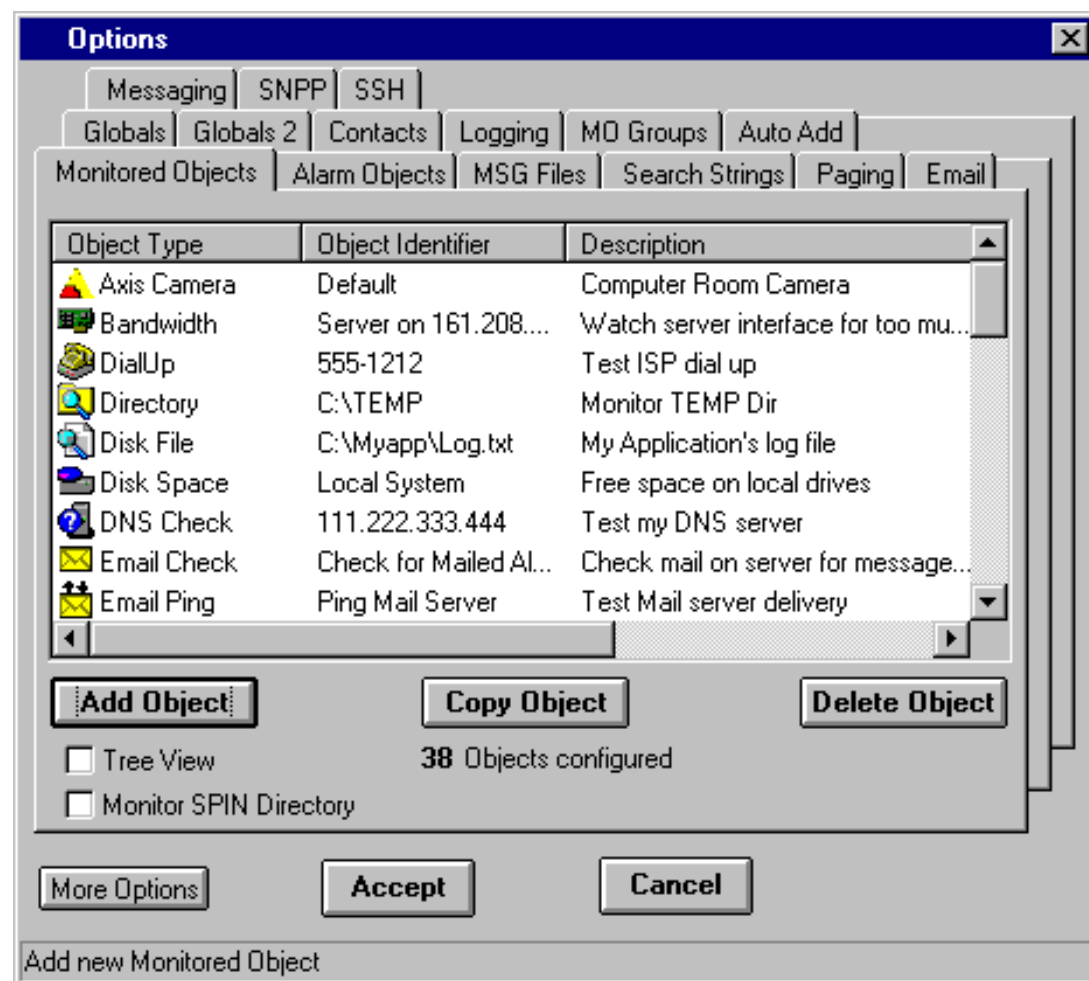 Options
Messaging SNPP SSH
Globals Globals 2 Contacts Logging MO Groups Auto Add
Monitored Objects Alarm Objects MSG Files Search Strings Paging Email
Object Type Object Identifier Description
Axis Camera Default Computer Room Camera
Bandwidth Server on 161.208.... Watch server interface for too mu...
DialUp 555-1212 Test ISP dial up
Directory C:\TEMP Monitor TEMP Dir
Disk File C:\Myapp\Log.txt My Application's log file
Disk Space Local System Free space on local drives
DNS Check 111.222.333.444 Test my DNS server
Email Check Check for Mailed Al... Check mail on server for message...
Email Ping Ping Mail Server Test Mail server delivery
Add Object Copy Object Delete Object
Tree View 38 Objects configured
Monitor SPIN Directory
More Options Accept Cancel
Add new Monitored Object